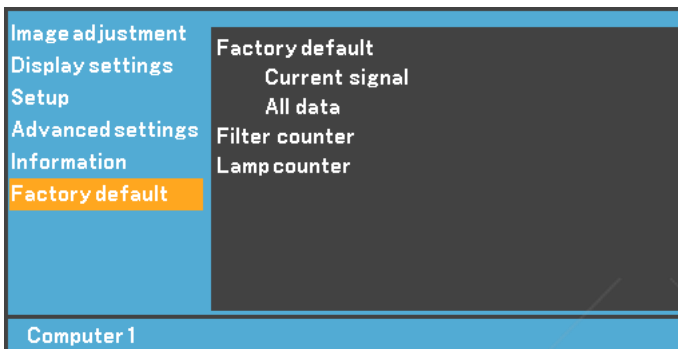 Image adjustment
Display settings
Setup
Advanced settings
Information
Factory default
Factory default
Current signal
All data
Filter counter
Lamp counter
Computer 1